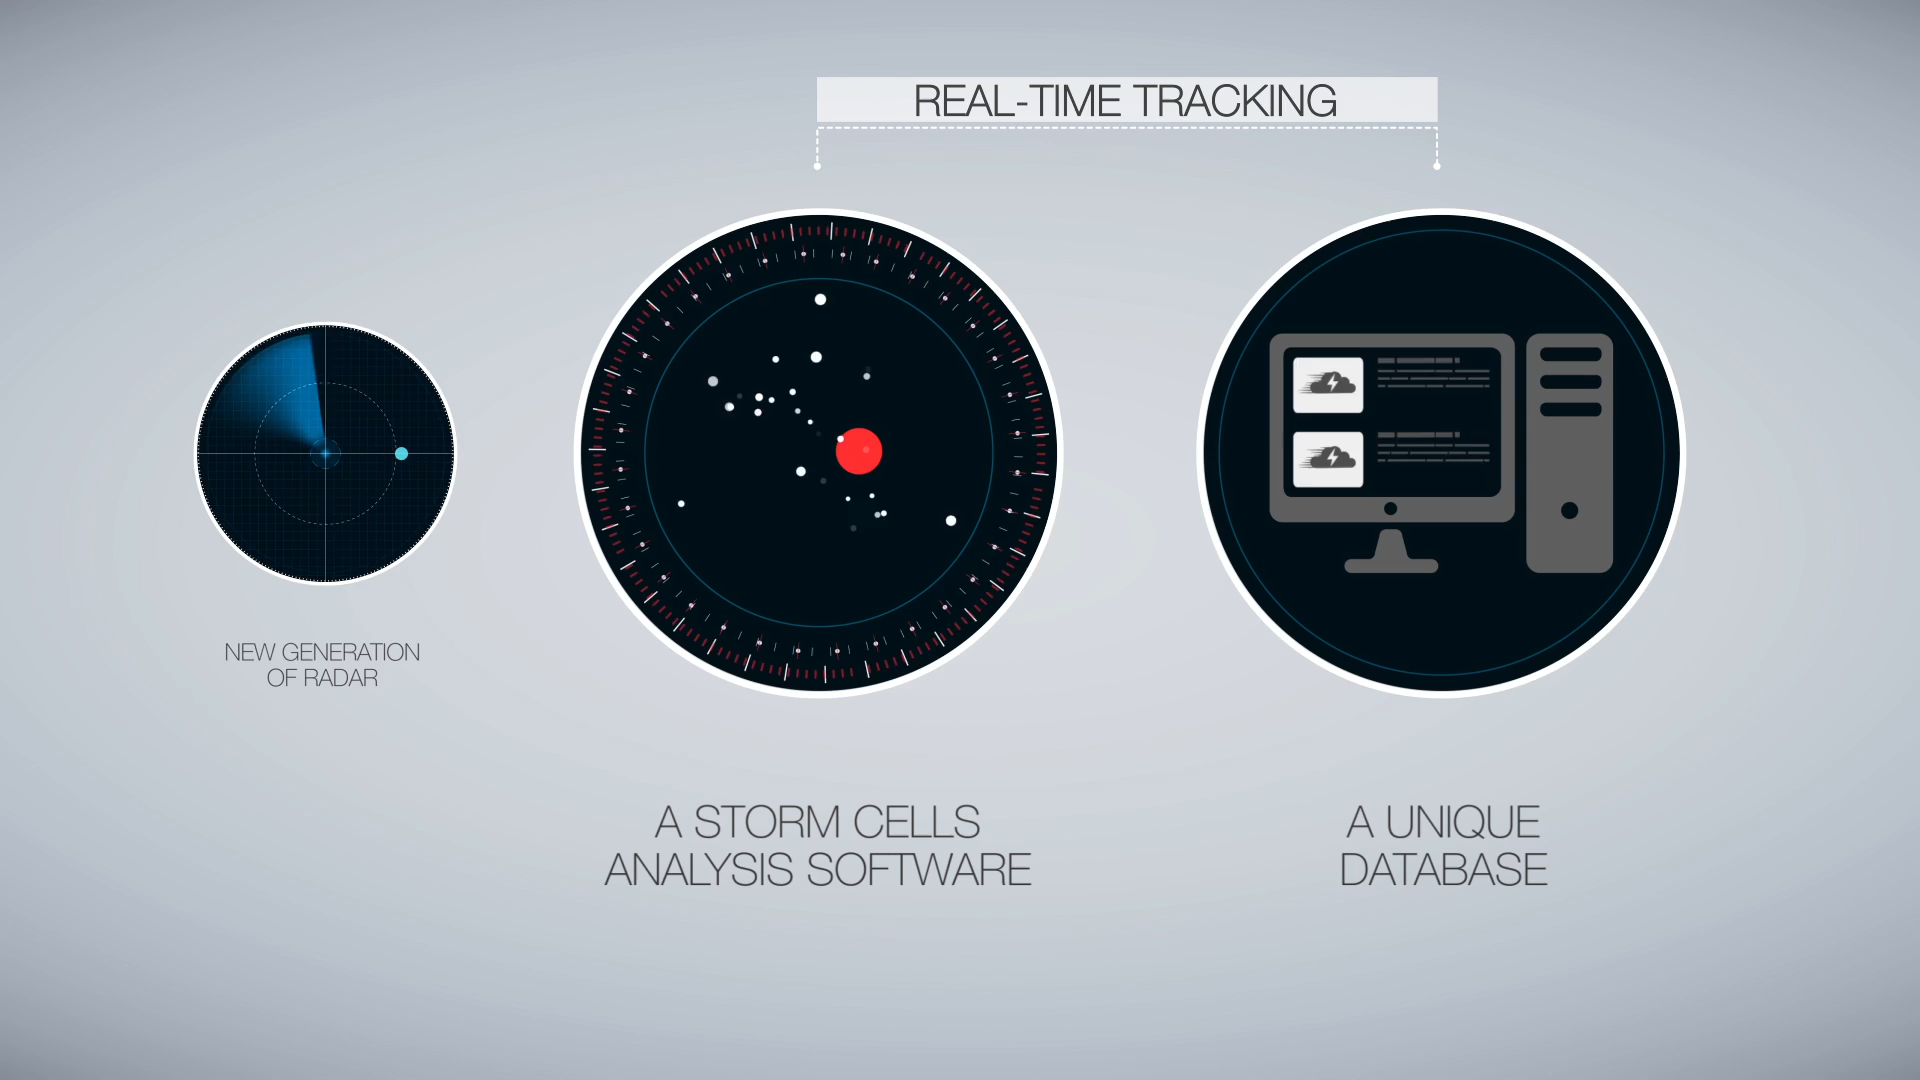 REAL-TIME TRACKING
NEW GENERATION
OF RADAR
A STORM CELLS
ANALYSIS SOFTWARE
A UNIQUE
DATABASE